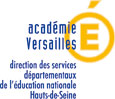 académie
Versailles
É
direction des services
départementaux
de l'éducation nationale
Hauts-de-Seine